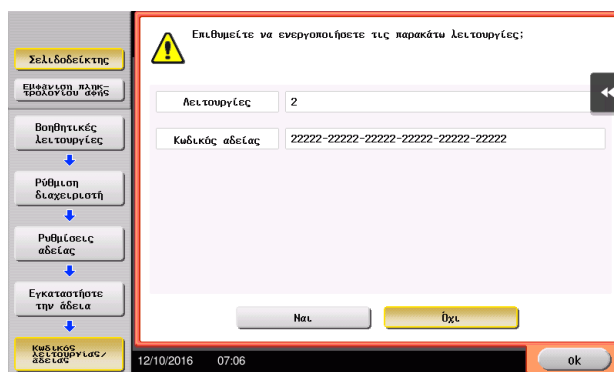 Επιθυμείτε να ενεργοποιήσετε τις παρακάτω λειτουργίες;
Σελιδοδείκτης
Εμφάνιση πληκ-
τρολογίου αφής
Λειτουργίες
2
Βοηθητικές
λειτουργίες
Κωδικός αδείας
22222-22222-22222-22222-22222-22222
Ρύθμιση
διαχειριστή
Ρυθμίσεις
αδείας
Εγκαταστήστε
την άδεια
Ναι
Όχι
Κωδικός
λειτουργίας/
άδειας
12/10/2016 07:06
ok